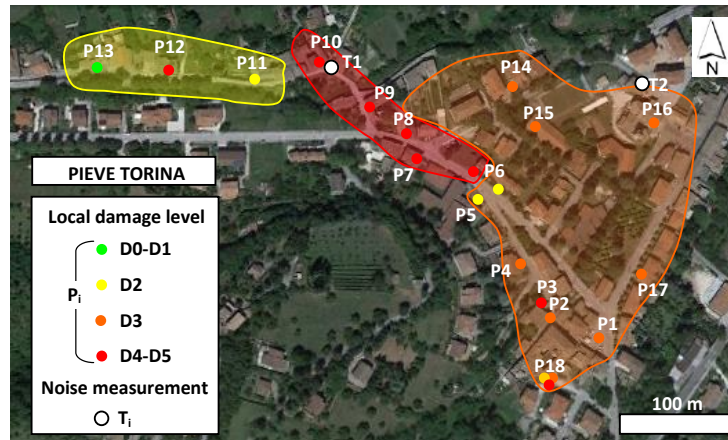 P10
P13
P12
P11
T1
N
P14
T2
P9
P15
P16
P8
P7
P6
PIEVE TORINA
P5
Local damage level
D0-D1
D2
Pi
D3
D4-D5
Noise measurement
Ti
P4
P3
P2
P17
P1
P18
100 m